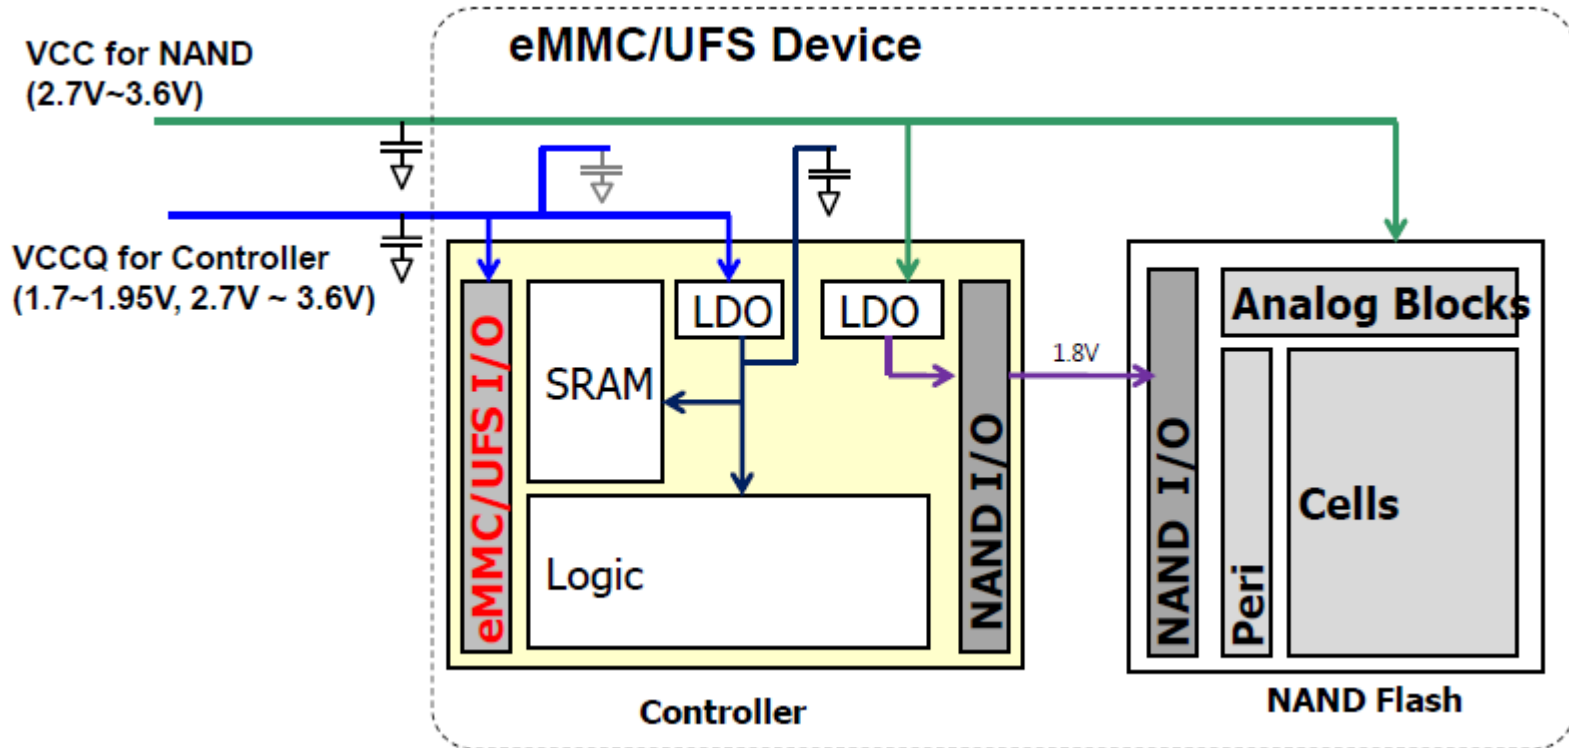 eMMC/UFS Device
VCC for NAND
(2.7V~3.6V)
VCCQ for Controller
(1.7~1.95V, 2.7V ~ 3.6V)
eMMC/UFS I/O
SRAM
LDO
LDO
Logic
NAND I/O
1.8V
NAND I/O
Analog Blocks
Peri
Cells
Controller
NAND Flash